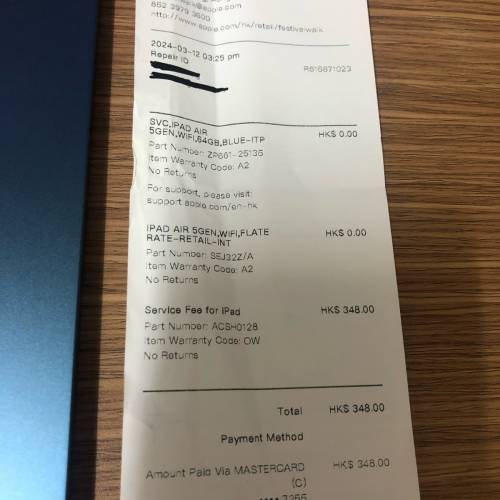 @apple.com
852 3979 3600
http://www.apple.com/hk/retail/festivalwalk
2024-03-12 03:25 pm
Repair ID
R616871023
SVC,IPAD AIR
5GEN,WIFI,64GB,BLUE-ITP HK$ 0.00
Part Number: ZP661-25135
Item Warranty Code: A2
No Returns
For support, please visit:
support.apple.com/en-hk
IPAD AIR 5GEN,WIFI,FLATE HK$ 0.00
RATE-RETAIL-INT
Part Number: SEJ32Z/A
Item Warranty Code: A2
No Returns
Service Fee for iPad HK$ 348.00
Part Number: ACSH0128
Item Warranty Code: OW
No Returns
Total HK$ 348.00
Payment Method
Amount Paid Via MASTERCARD HK$ 348.00
(C)